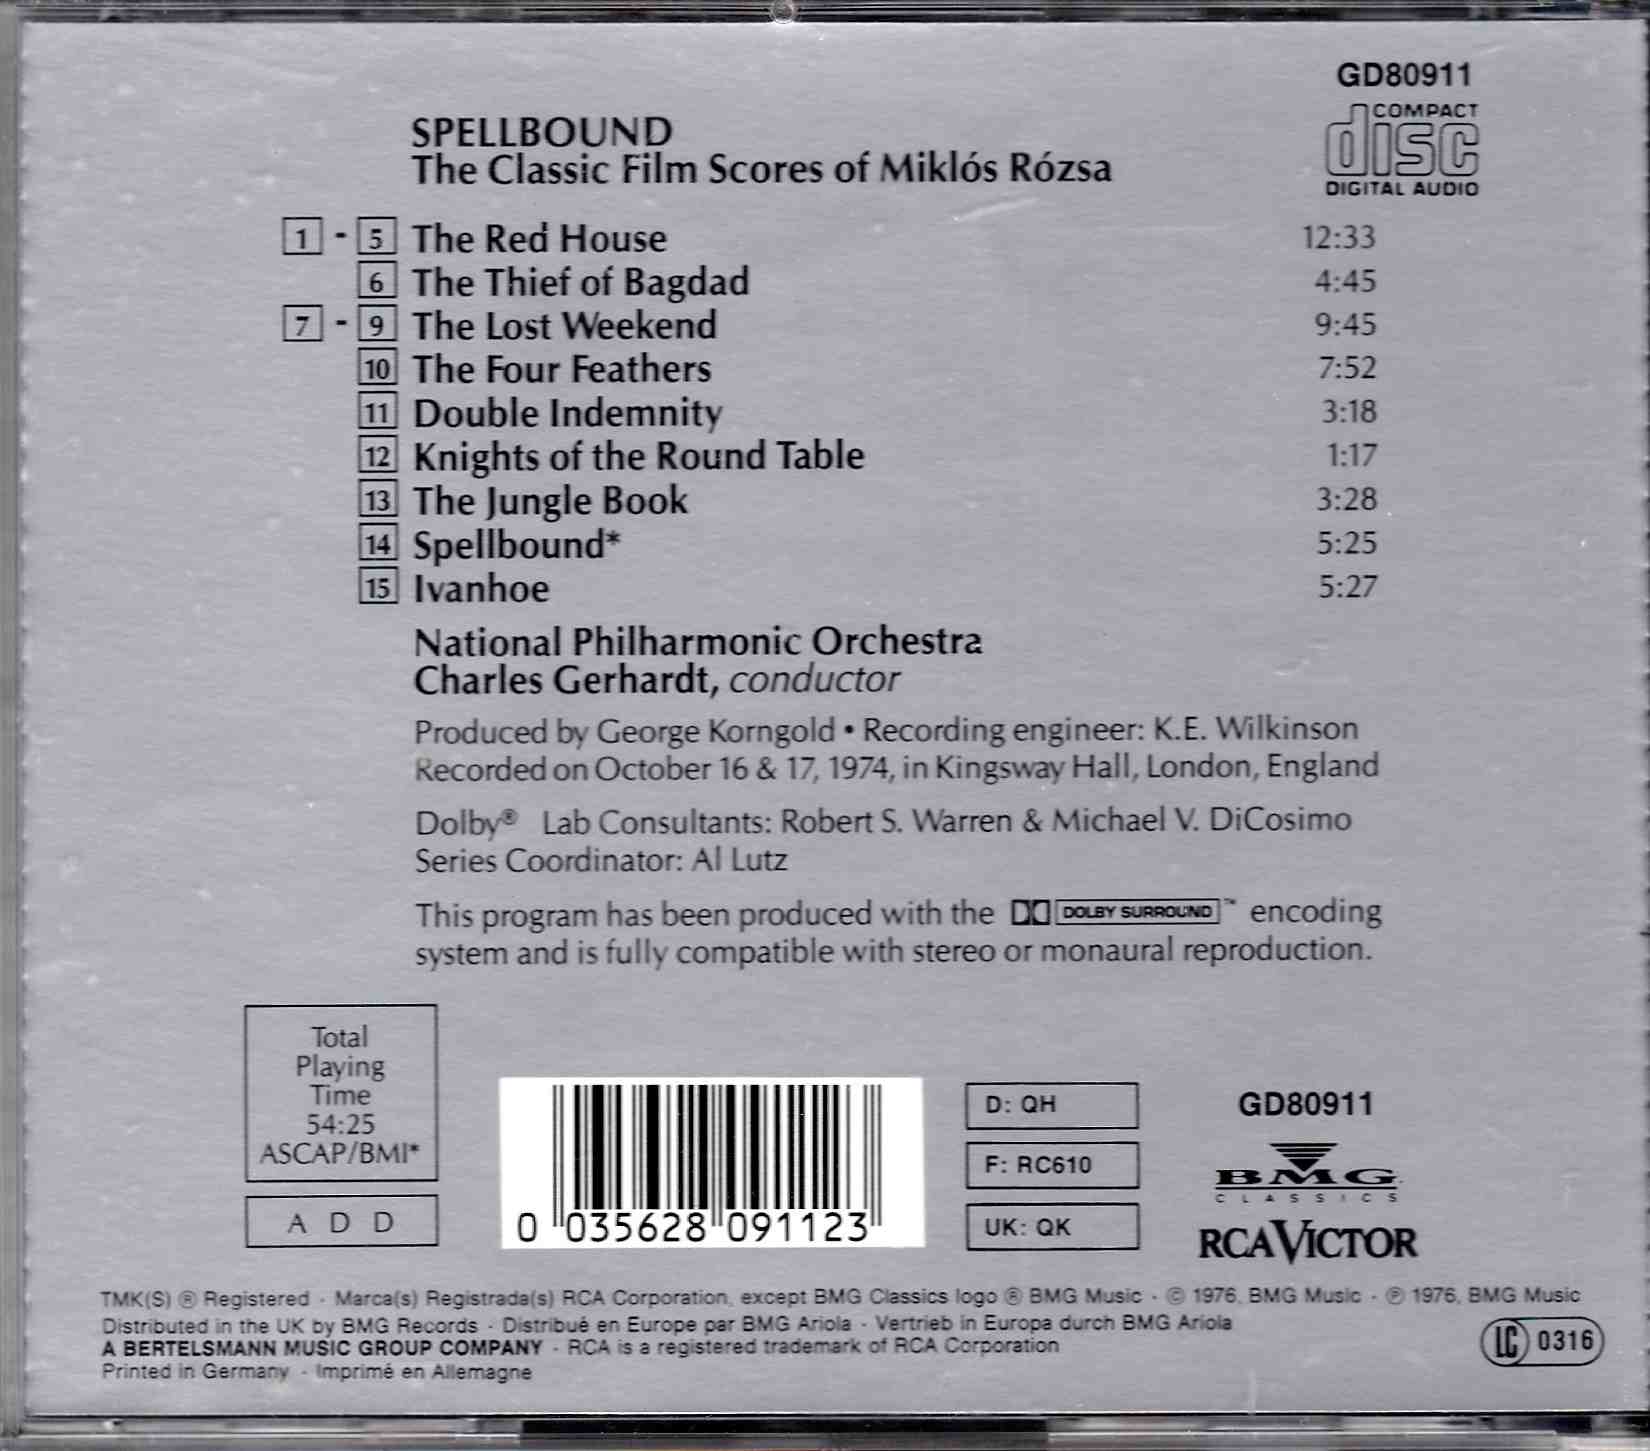 GD80911
COMPACT
disc
DIGITAL AUDIO
SPELLBOUND
The Classic Film Scores of Miklós Rózsa
1 - 5 The Red House 12:33
6 The Thief of Bagdad 4:45
7 - 9 The Lost Weekend 9:45
10 The Four Feathers 7:52
11 Double Indemnity 3:18
12 Knights of the Round Table 1:17
13 The Jungle Book 3:28
14 Spellbound* 5:25
15 Ivanhoe 5:27
National Philharmonic Orchestra
Charles Gerhardt, conductor
Produced by George Korngold • Recording engineer: K.E. Wilkinson
Recorded on October 16 & 17, 1974, in Kingsway Hall, London, England
Dolby® Lab Consultants: Robert S. Warren & Michael V. DiCosimo
Series Coordinator: Al Lutz
This program has been produced with the DOLBY SURROUND™ encoding
system and is fully compatible with stereo or monaural reproduction.
Total
Playing
Time
54:25
ASCAP/BMI*
A D D
0 035628 091123
D: QH
F: RC610
UK: QK
GD80911
BMG
CLASSICS
RCA VICTOR
TMK(S) ® Registered · Marca(s) Registrada(s) RCA Corporation, except BMG Classics logo ® BMG Music · © 1976, BMG Music · ℗ 1976, BMG Music
Distributed in the UK by BMG Records · Distribué en Europe par BMG Ariola · Vertrieb in Europa durch BMG Ariola
A BERTELSMANN MUSIC GROUP COMPANY · RCA is a registered trademark of RCA Corporation
Printed in Germany · Imprimé en Allemagne
LC 0316